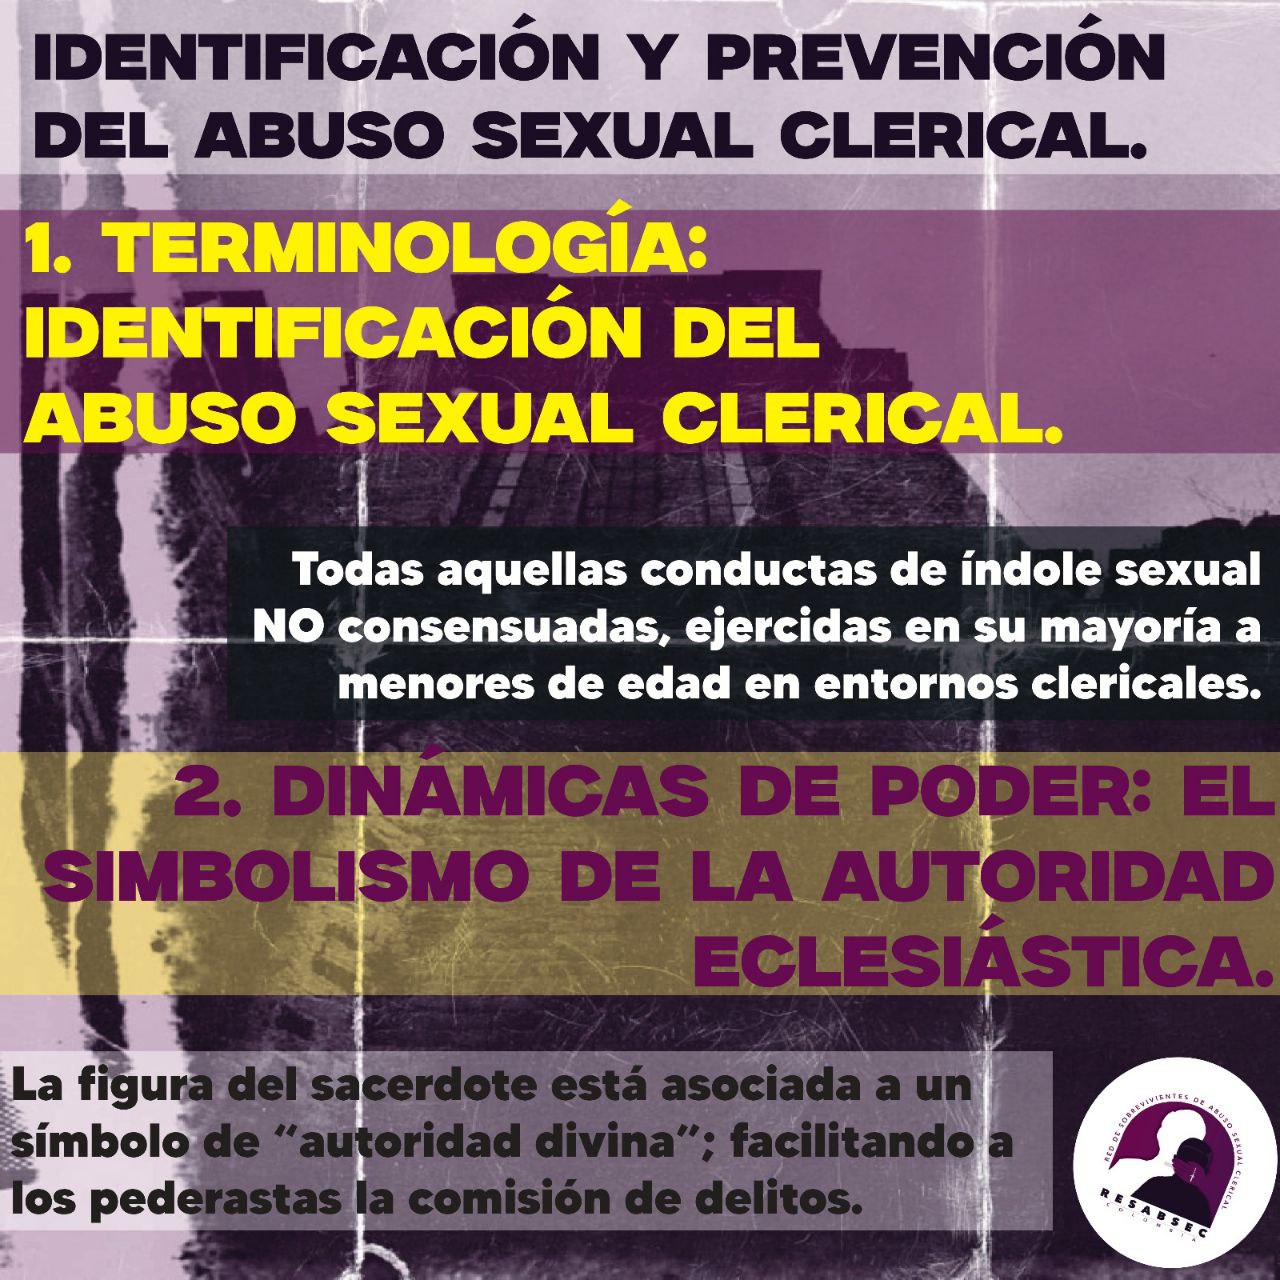 IDENTIFICACIÓN Y PREVENCIÓN
DEL ABUSO SEXUAL CLERICAL.
1. TERMINOLOGÍA:
IDENTIFICACIÓN DEL
ABUSO SEXUAL CLERICAL.
Todas aquellas conductas de índole sexual
NO consensuadas, ejercidas en su mayoría a
menores de edad en entornos clericales.
2. DINÁMICAS DE PODER: EL
SIMBOLISMO DE LA AUTORIDAD
ECLESIÁSTICA.
La figura del sacerdote está asociada a un
símbolo de “autoridad divina”; facilitando a
los pederastas la comisión de delitos.
RED DE SOBREVIVIENTES DE ABUSO SEXUAL CLERICAL
RESABSEC
COLOMBIA